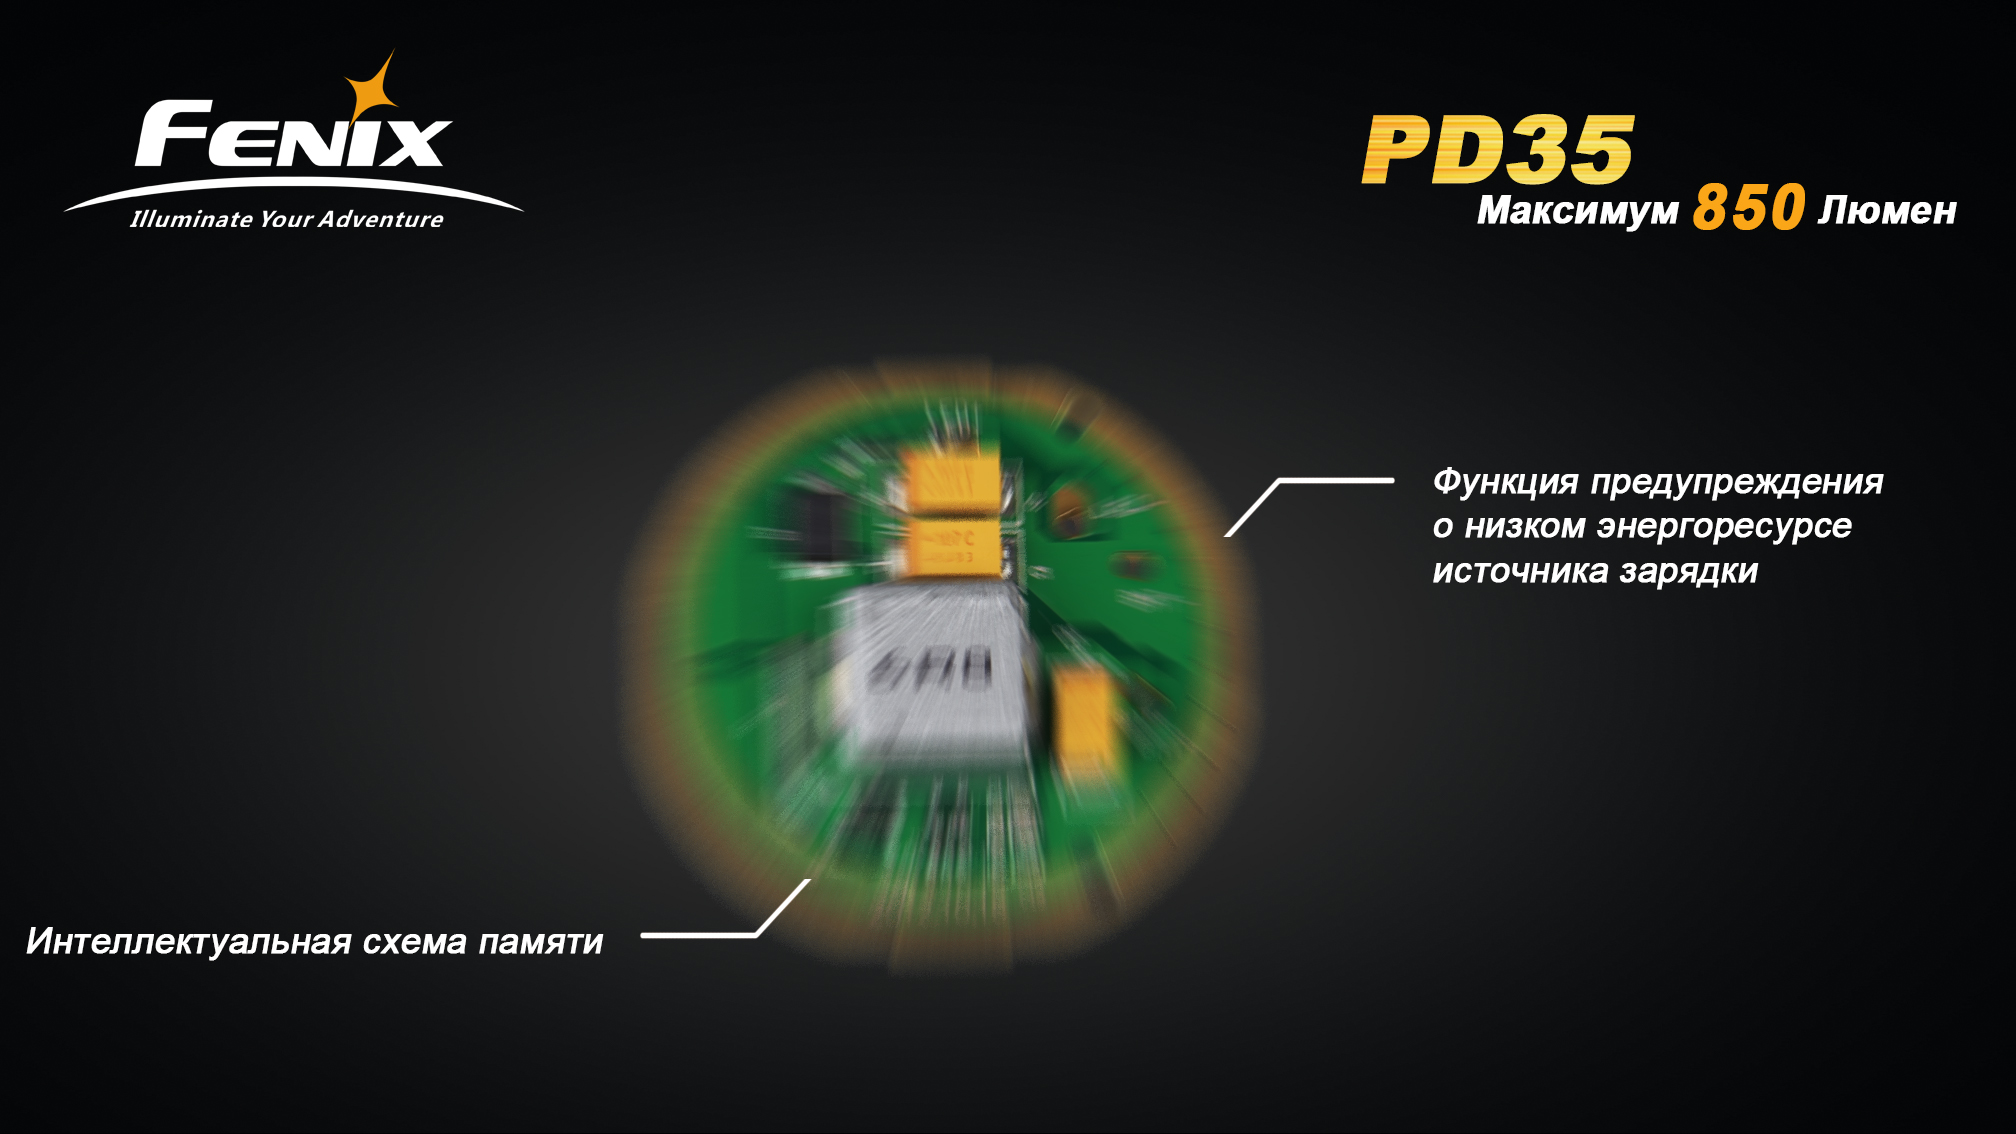 FENIX
Illuminate Your Adventure
PD35
Максимум 850 Люмен
Функция предупреждения
о низком энергоресурсе
источника зарядки
Интеллектуальная схема памяти